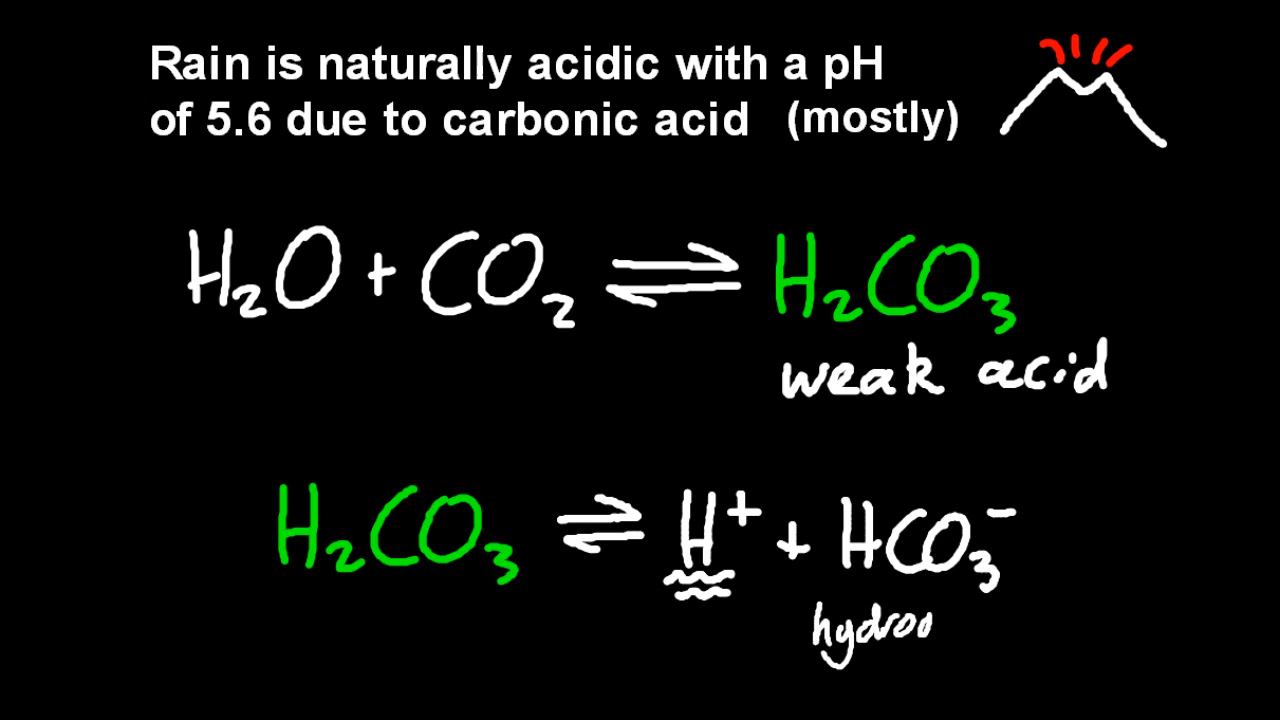 Rain is naturally acidic with a pH
of 5.6 due to carbonic acid (mostly)
H₂O + CO₂ ⇌ H₂CO₃
weak acid
H₂CO₃ ⇌ H⁺ + HCO₃⁻
hydroo